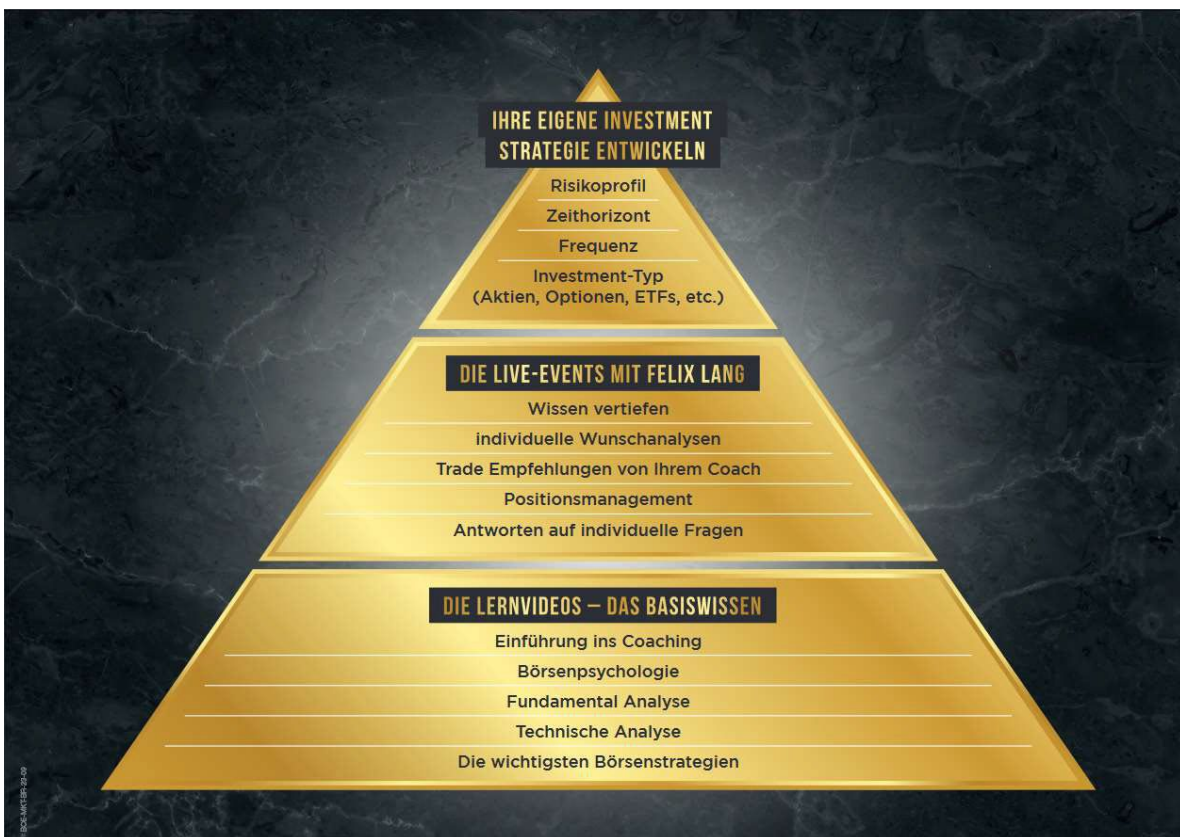 IHRE EIGENE INVESTMENT
STRATEGIE ENTWICKELN
Risikoprofil
Zeithorizont
Frequenz
Investment-Typ
(Aktien, Optionen, ETFs, etc.)
DIE LIVE-EVENTS MIT FELIX LANG
Wissen vertiefen
individuelle Wunschanalysen
Trade Empfehlungen von Ihrem Coach
Positionsmanagement
Antworten auf individuelle Fragen
DIE LERNVIDEOS – DAS BASISWISSEN
Einführung ins Coaching
Börsenpsychologie
Fundamental Analyse
Technische Analyse
Die wichtigsten Börsenstrategien